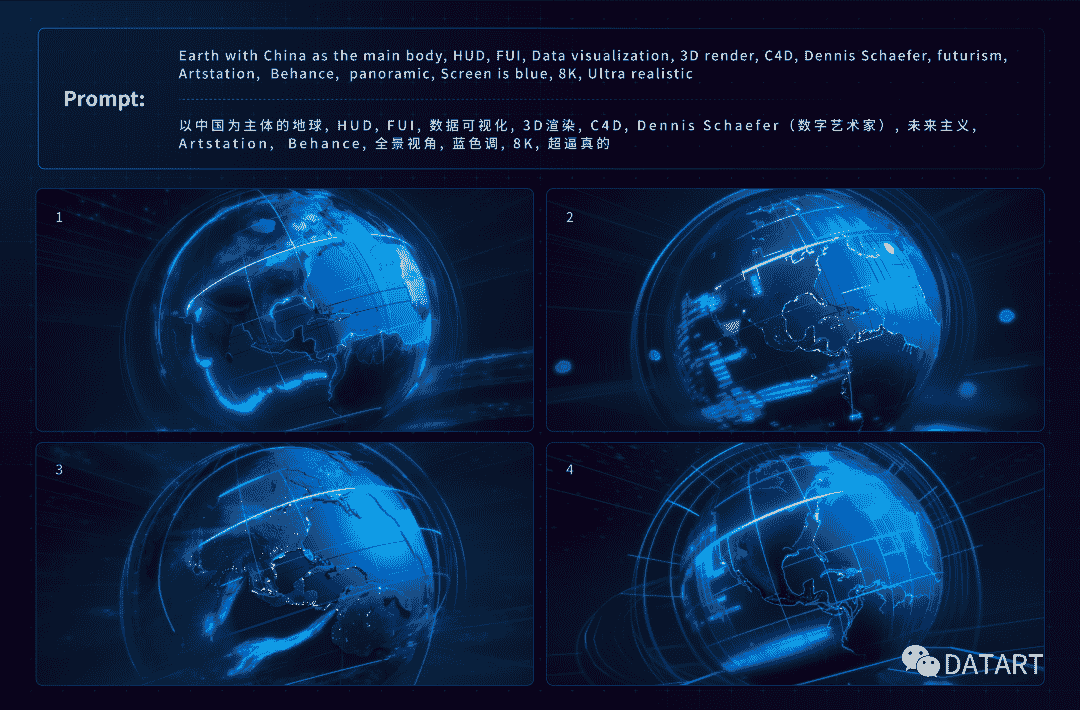 Prompt:
Earth with China as the main body, HUD, FUI, Data visualization, 3D render, C4D, Dennis Schaefer, futurism,
Artstation, Behance, panoramic, Screen is blue, 8K, Ultra realistic
以中国为主体的地球, HUD, FUI, 数据可视化, 3D渲染, C4D, Dennis Schaefer（数字艺术家）, 未来主义,
Artstation, Behance, 全景视角, 蓝色调, 8K, 超逼真的
1
2
3
4
DATART